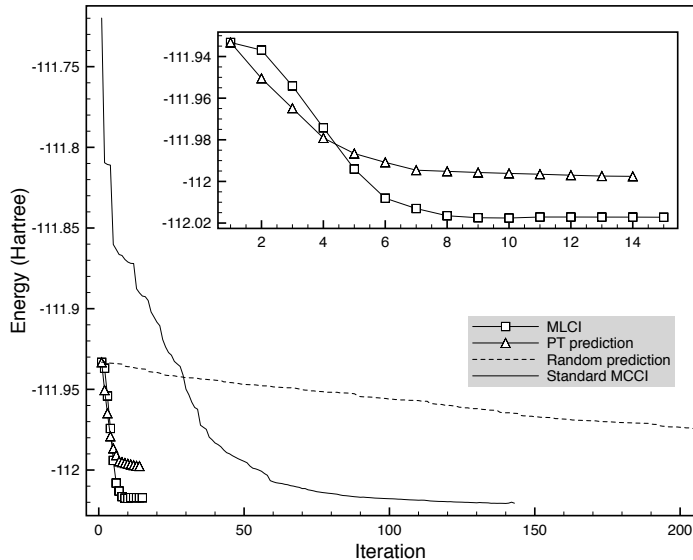 -111.75
-111.8
-111.85
-111.9
-111.95
-112
Energy (Hartree)
-111.94
-111.96
-111.98
-112
-112.02
2 4 6 8 10 12 14
MLCI
PT prediction
Random prediction
Standard MCCI
0 50 100 150 200
Iteration